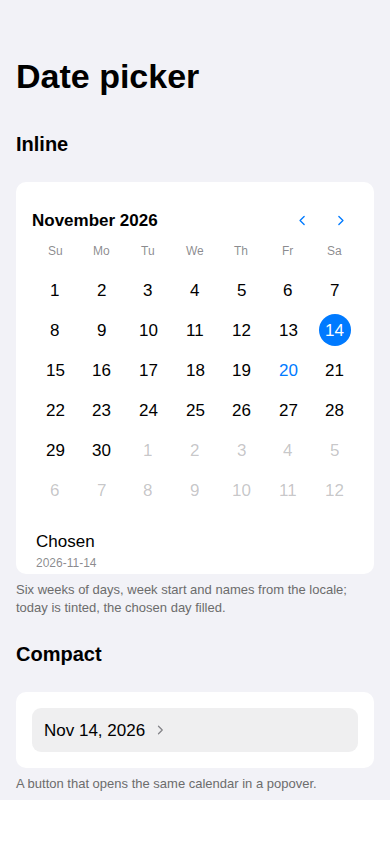 Date picker
Inline
November 2026
Su Mo Tu We Th Fr Sa
1 2 3 4 5 6 7
8 9 10 11 12 13 14
15 16 17 18 19 20 21
22 23 24 25 26 27 28
29 30 1 2 3 4 5
6 7 8 9 10 11 12
Chosen
2026-11-14
Six weeks of days, week start and names from the locale;
today is tinted, the chosen day filled.
Compact
Nov 14, 2026
A button that opens the same calendar in a popover.